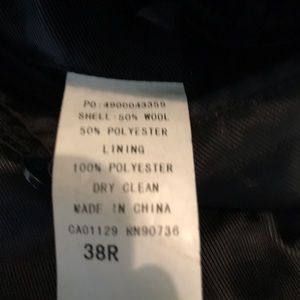 PO:4900043359
SHELL:50% WOOL
50% POLYESTER
LINING
100% POLYESTER
DRY CLEAN
MADE IN CHINA
CA01129 RN90736
38R